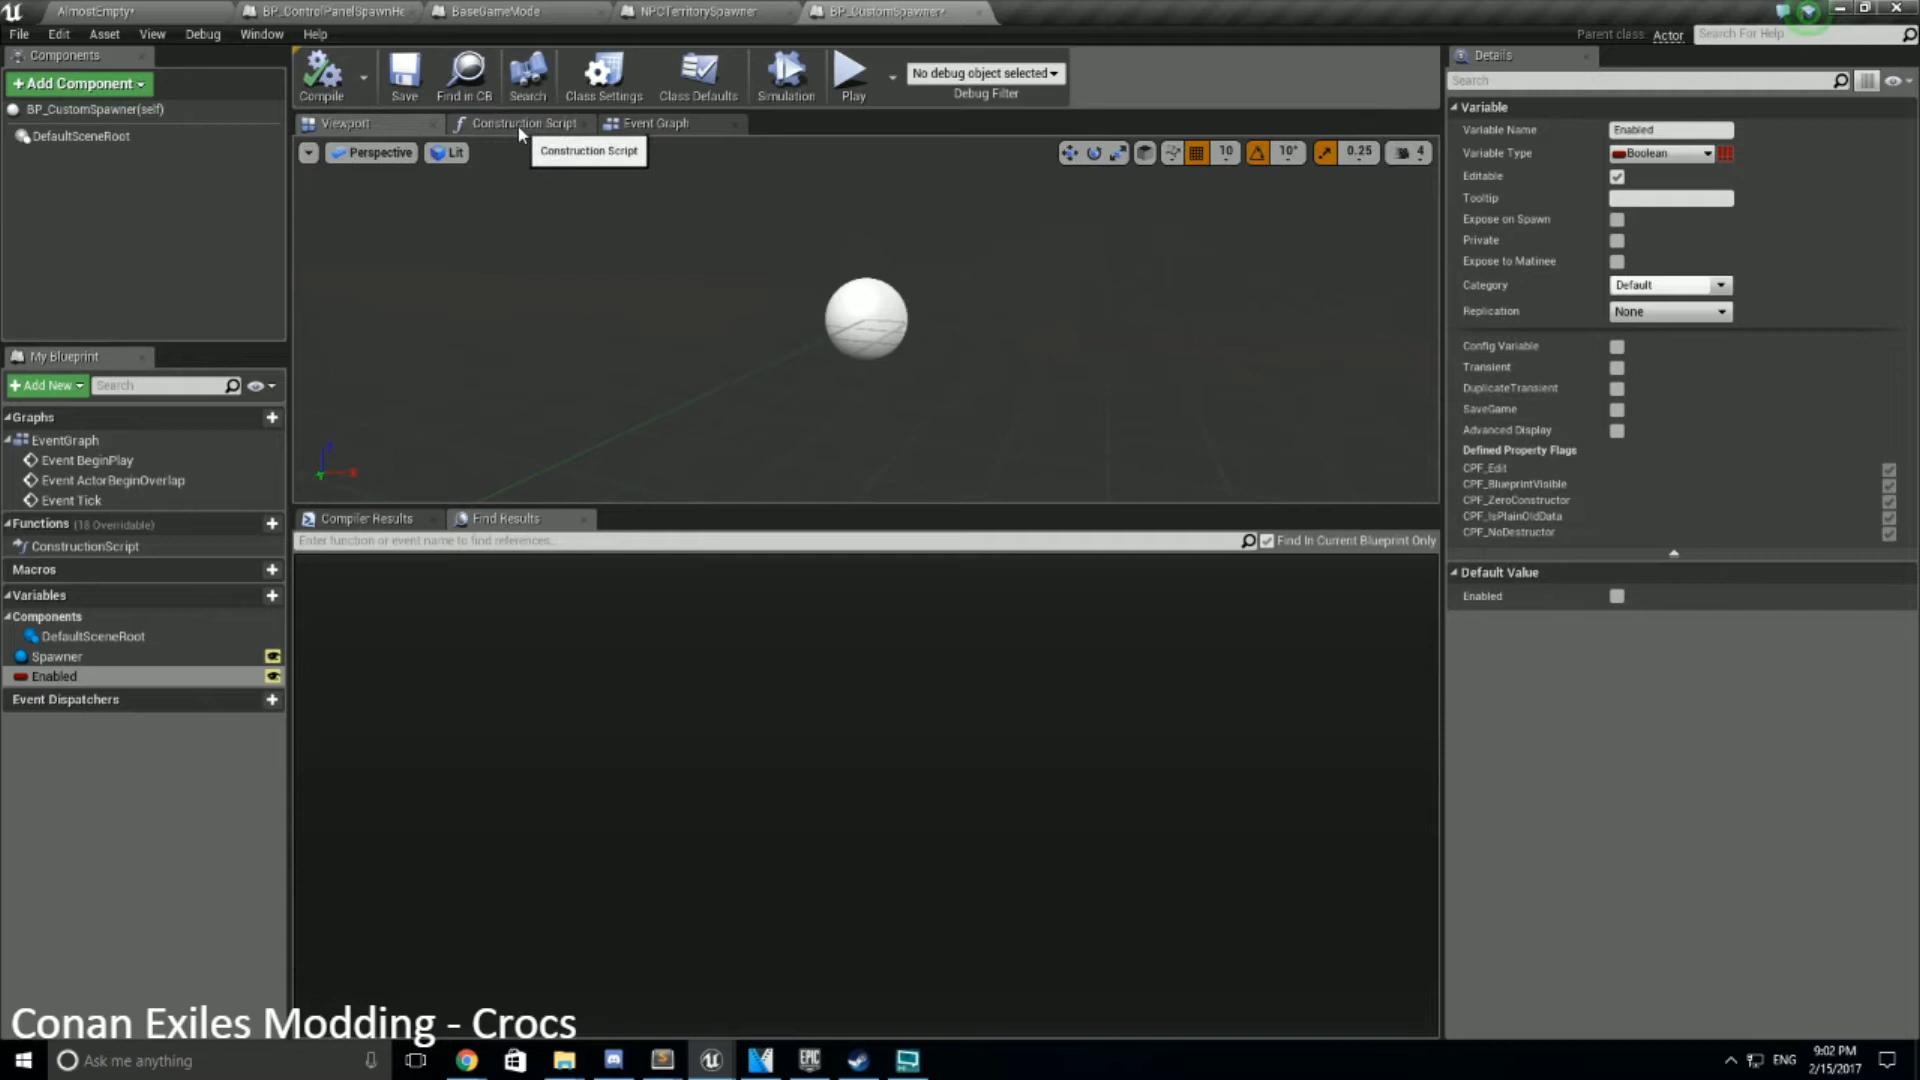 AlmostEmpty*
BP_ControlPanelSpawnHe
BaseGameMode
NPCTerritorySpawner
BP_CustomSpawner*
File Edit Asset View Debug Window Help
Parent class: Actor
Search For Help
Components
+Add Component
BP_CustomSpawner(self)
DefaultSceneRoot
Compile
Save
Find in CB
Search
Class Settings
Class Defaults
Simulation
Play
No debug object selected
Debug Filter
Viewport
Construction Script
Event Graph
Perspective
Lit
Construction Script
10
10°
0.25
4
My Blueprint
+Add New
Search
Graphs
EventGraph
Event BeginPlay
Event ActorBeginOverlap
Event Tick
Functions (18 Overridable)
ConstructionScript
Macros
Variables
Components
DefaultSceneRoot
Spawner
Enabled
Event Dispatchers
Compiler Results
Find Results
Enter function or event name to find references...
Find In Current Blueprint Only
Details
Search
Variable
Variable Name Enabled
Variable Type Boolean
Editable
Tooltip
Expose on Spawn
Private
Expose to Matinee
Category Default
Replication None
Config Variable
Transient
DuplicateTransient
SaveGame
Advanced Display
Defined Property Flags
CPF_Edit
CPF_BlueprintVisible
CPF_ZeroConstructor
CPF_IsPlainOldData
CPF_NoDestructor
Default Value
Enabled
Conan Exiles Modding - Crocs
Ask me anything
EPIC
ENG
9:02 PM
2/15/2017